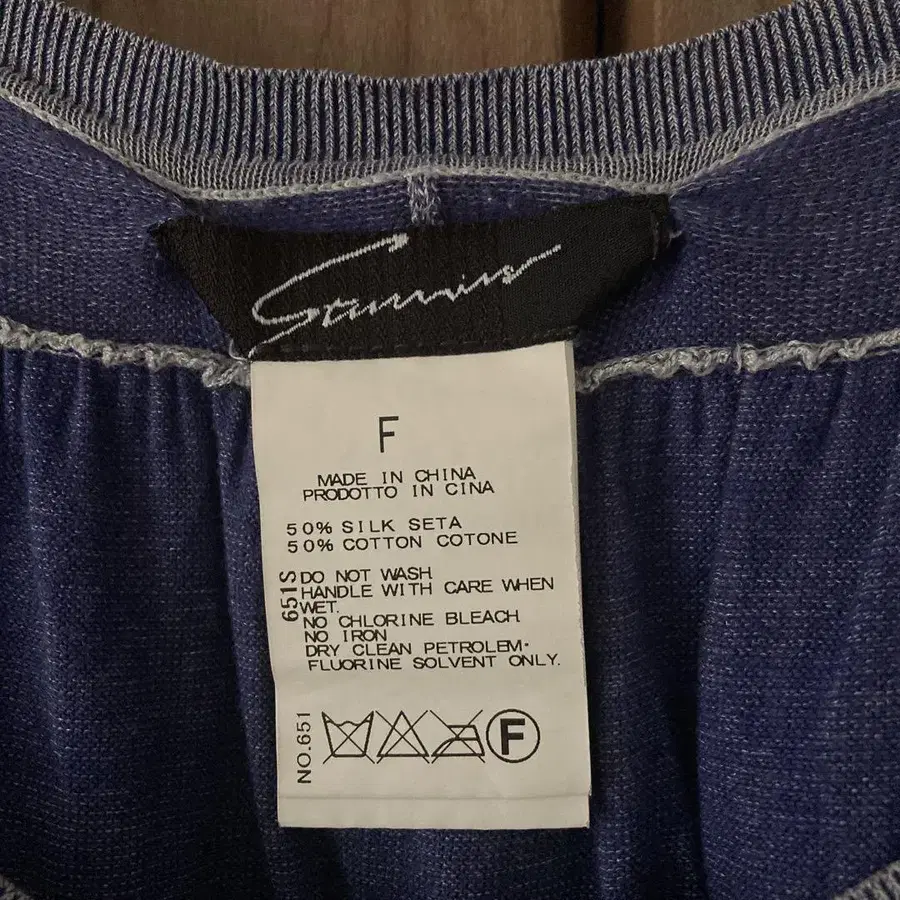 F
MADE IN CHINA
PRODOTTO IN CINA
50% SILK SETA
50% COTTON COTONE
651S
DO NOT WASH
HANDLE WITH CARE WHEN
WET.
NO CHLORINE BLEACH
NO IRON
DRY CLEAN PETROLEM·
FLUORINE SOLVENT ONLY.
NO.651
F